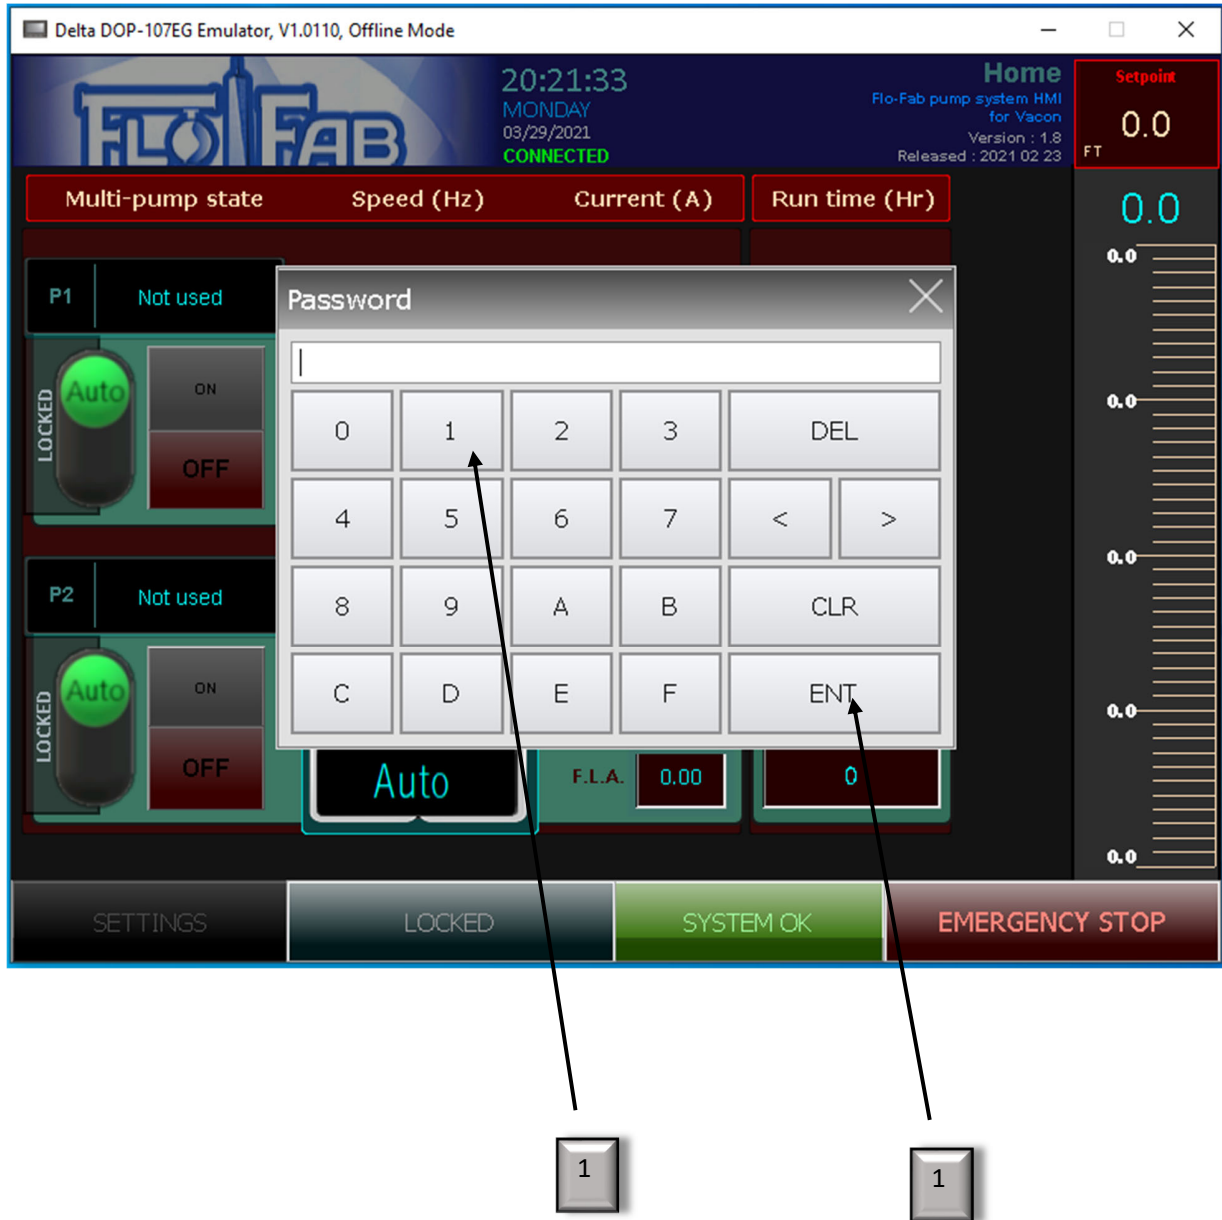 Delta DOP-107EG Emulator, V1.0110, Offline Mode
FLO FAB
20:21:33
MONDAY
03/29/2021
CONNECTED
Home
Flo-Fab pump system HMI
for Vacon
Version : 1.8
Released : 2021 02 23
Setpoint
0.0
FT
Multi-pump state Speed (Hz) Current (A) Run time (Hr)
0.0
0.0
P1 Not used
Password
LOCKED
Auto
ON
OFF
0 1 2 3 DEL
0.0
4 5 6 7 < >
0.0
P2 Not used
8 9 A B CLR
LOCKED
Auto
ON
OFF
C D E F ENT
0.0
Auto
F.L.A. 0.00
0
0.0
SETTINGS LOCKED SYSTEM OK EMERGENCY STOP
1 1